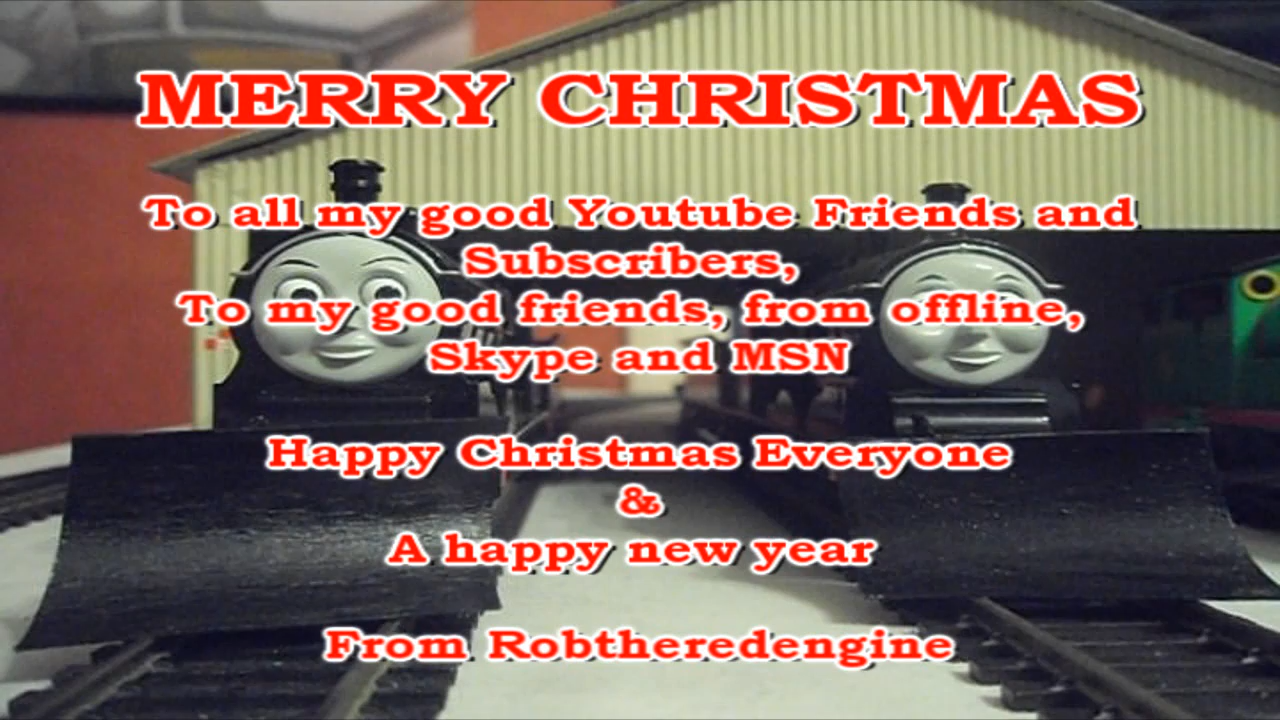 MERRY CHRISTMAS
To all my good Youtube Friends and
Subscribers,
To my good friends, from offline,
Skype and MSN
Happy Christmas Everyone
&
A happy new year
From Robtheredengine